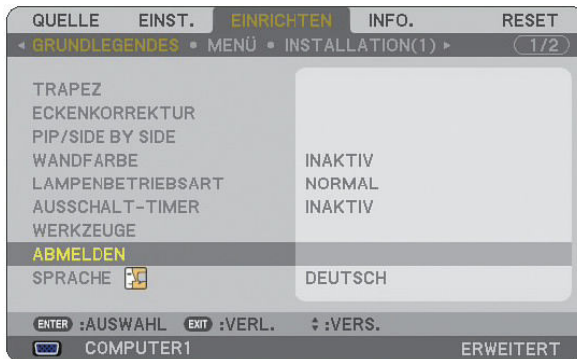 QUELLE EINST. EINRICHTEN INFO. RESET
GRUNDLEGENDES • MENÜ • INSTALLATION(1) 1/2
TRAPEZ
ECKENKORREKTUR
PIP/SIDE BY SIDE
WANDFARBE INAKTIV
LAMPENBETRIEBSART NORMAL
AUSSCHALT-TIMER INAKTIV
WERKZEUGE
ABMELDEN
SPRACHE DEUTSCH
ENTER :AUSWAHL EXIT :VERL. :VERS.
COMPUTER1 ERWEITERT